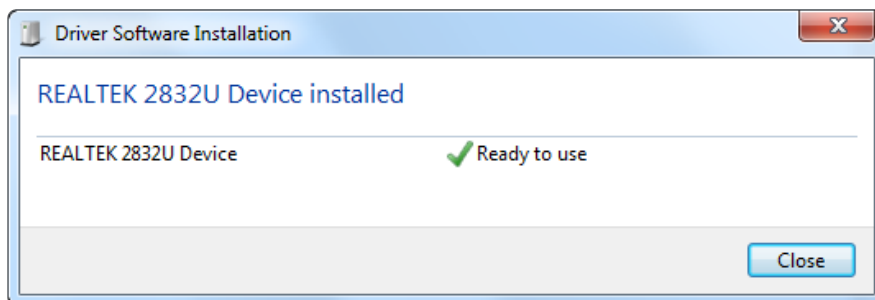 Driver Software Installation
REALTEK 2832U Device installed
REALTEK 2832U Device
Ready to use
Close